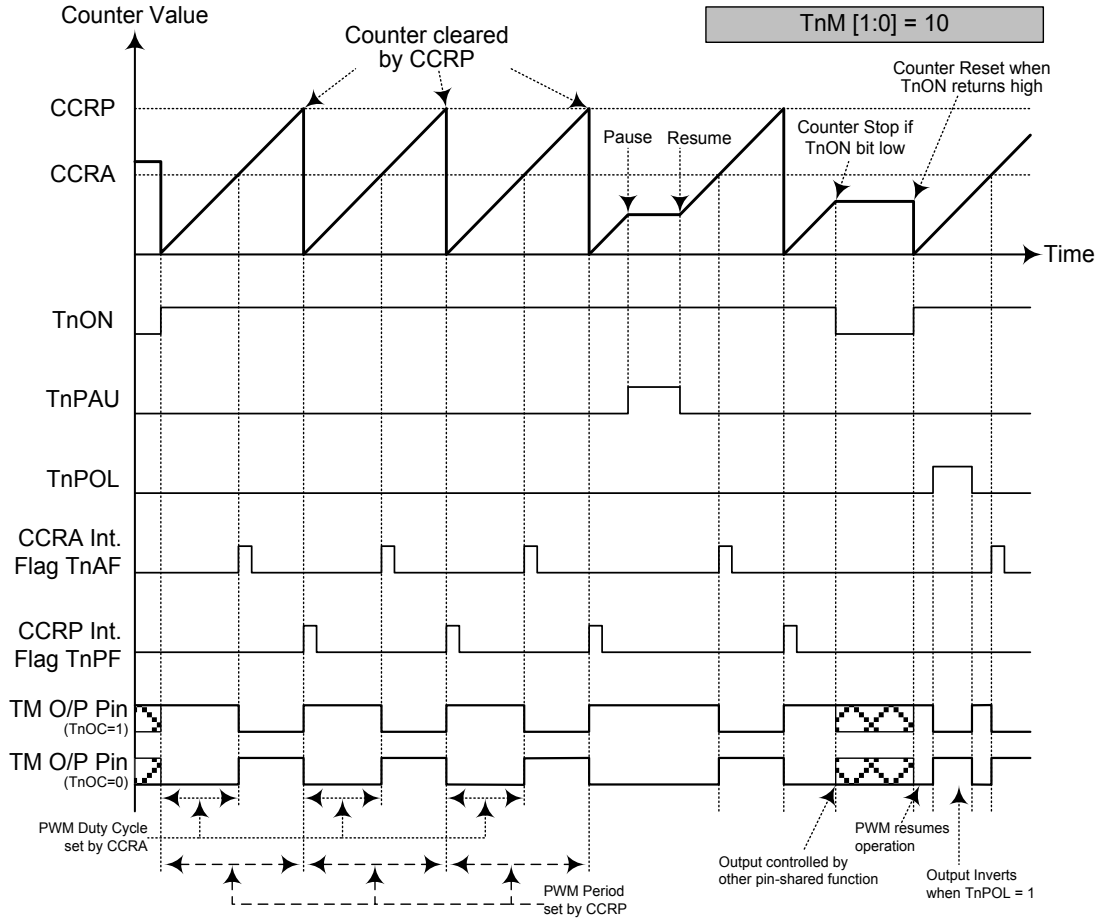 Counter Value
TnM [1:0] = 10
Counter cleared
by CCRP
Counter Reset when
TnON returns high
CCRP
Pause
Resume
Counter Stop if
TnON bit low
CCRA
Time
TnON
TnPAU
TnPOL
CCRA Int.
Flag TnAF
CCRP Int.
Flag TnPF
TM O/P Pin
(TnOC=1)
TM O/P Pin
(TnOC=0)
PWM Duty Cycle
set by CCRA
PWM resumes
operation
Output controlled by
other pin-shared function
Output Inverts
when TnPOL = 1
PWM Period
set by CCRP